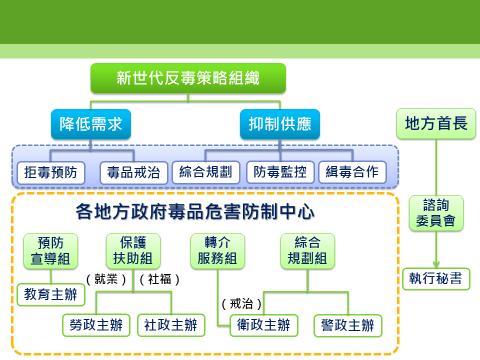 新世代反毒策略組織
降低需求
抑制供應
地方首長
拒毒預防
毒品戒治
綜合規劃
防毒監控
緝毒合作
各地方政府毒品危害防制中心
諮詢
委員會
預防
宣導組
保護
扶助組
轉介
服務組
綜合
規劃組
執行秘書
(就業)
(社福)
教育主辦
(戒治)
勞政主辦
社政主辦
衛政主辦
警政主辦